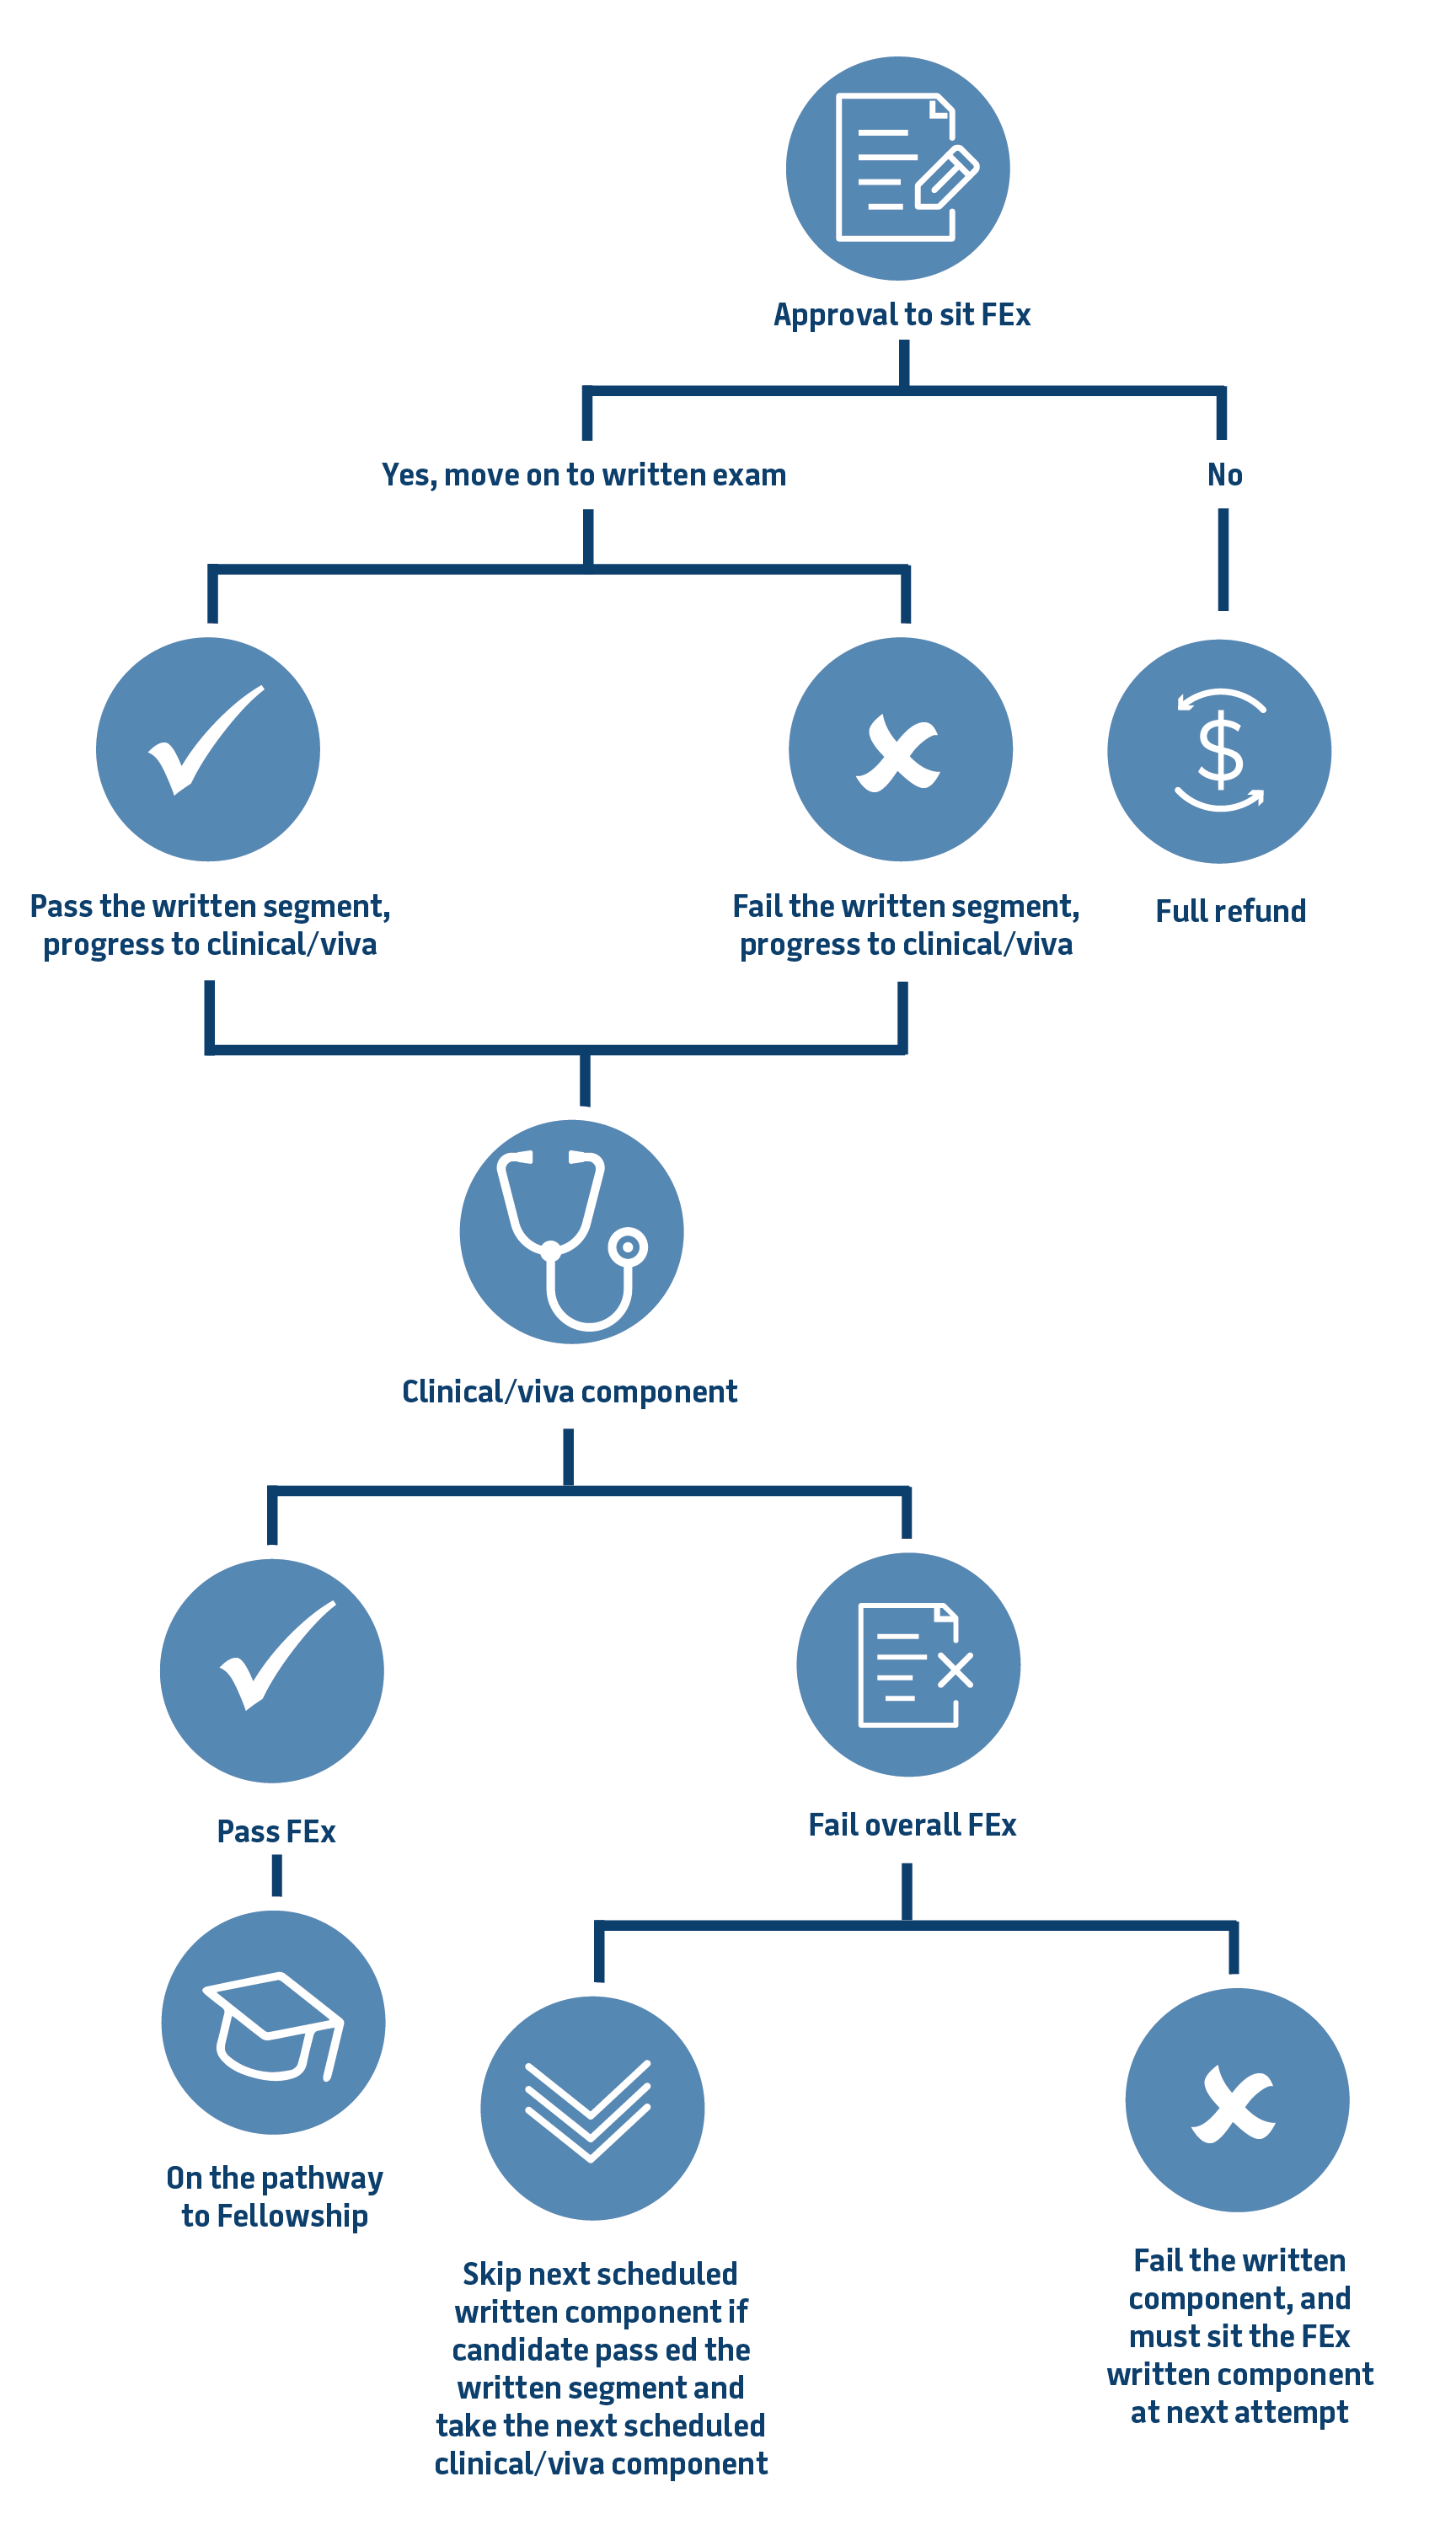 Approval to sit FEx
Yes, move on to written exam
No
Pass the written segment,
progress to clinical/viva
Fail the written segment,
progress to clinical/viva
Full refund
Clinical/viva component
Pass FEx
Fail overall FEx
On the pathway
to Fellowship
Skip next scheduled
written component if
candidate pass ed the
written segment and
take the next scheduled
clinical/viva component
Fail the written
component, and
must sit the FEx
written component
at next attempt